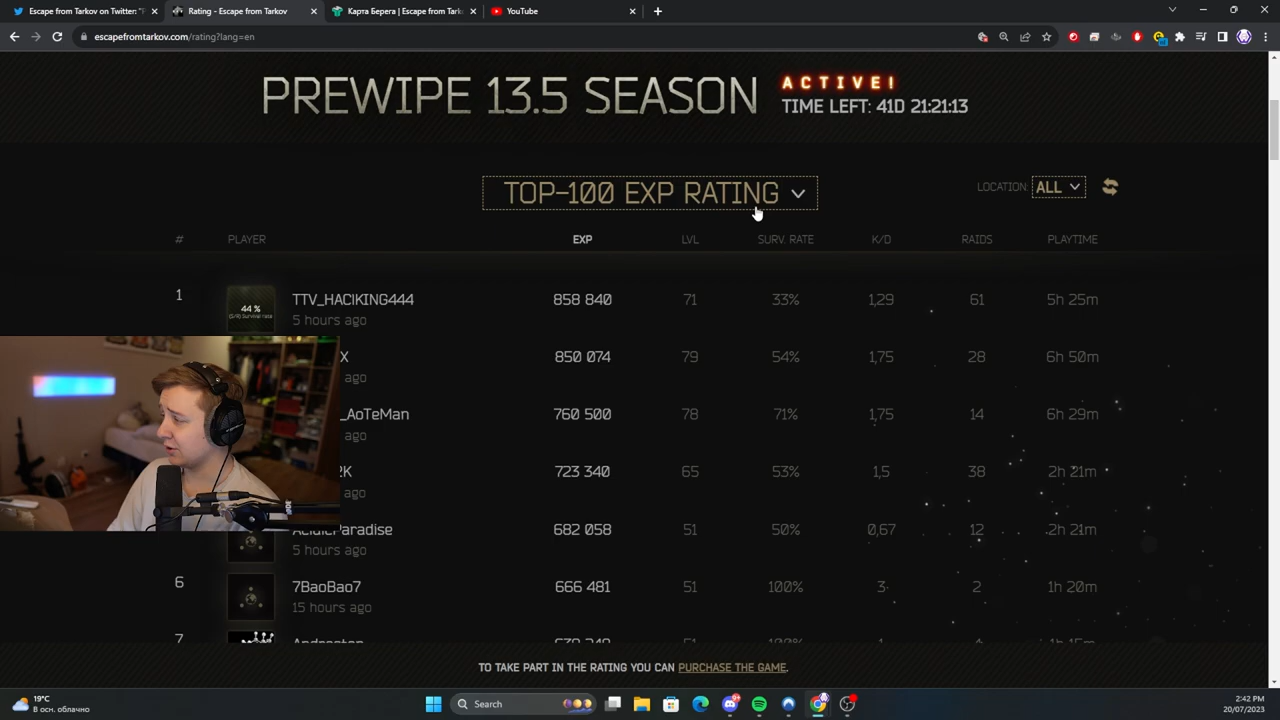 Escape from Tarkov on Twitter: "F
Rating - Escape from Tarkov
Карта Берега | Escape from Tark
YouTube
escapefromtarkov.com/rating?lang=en
PREWIPE 13.5 SEASON
ACTIVE!
TIME LEFT: 41D 21:21:13
TOP-100 EXP RATING
LOCATION: ALL
# PLAYER EXP LVL SURV. RATE K/D RAIDS PLAYTIME
1 TTV_HACIKING444 858 840 71 33% 1,29 61 5h 25m
44 %
(S/R) Survival rate
5 hours ago
X 850 074 79 54% 1,75 28 6h 50m
ago
_AoTeMan 760 500 78 71% 1,75 14 6h 29m
ago
2K 723 340 65 53% 1,5 38 2h 21m
ago
AcidicParadise 682 058 51 50% 0,67 12 2h 21m
5 hours ago
6 7BaoBao7 666 481 51 100% 3 2 1h 20m
15 hours ago
7
TO TAKE PART IN THE RATING YOU CAN PURCHASE THE GAME.
19°C
В осн. облачно
Search
2:42 PM
20/07/2023